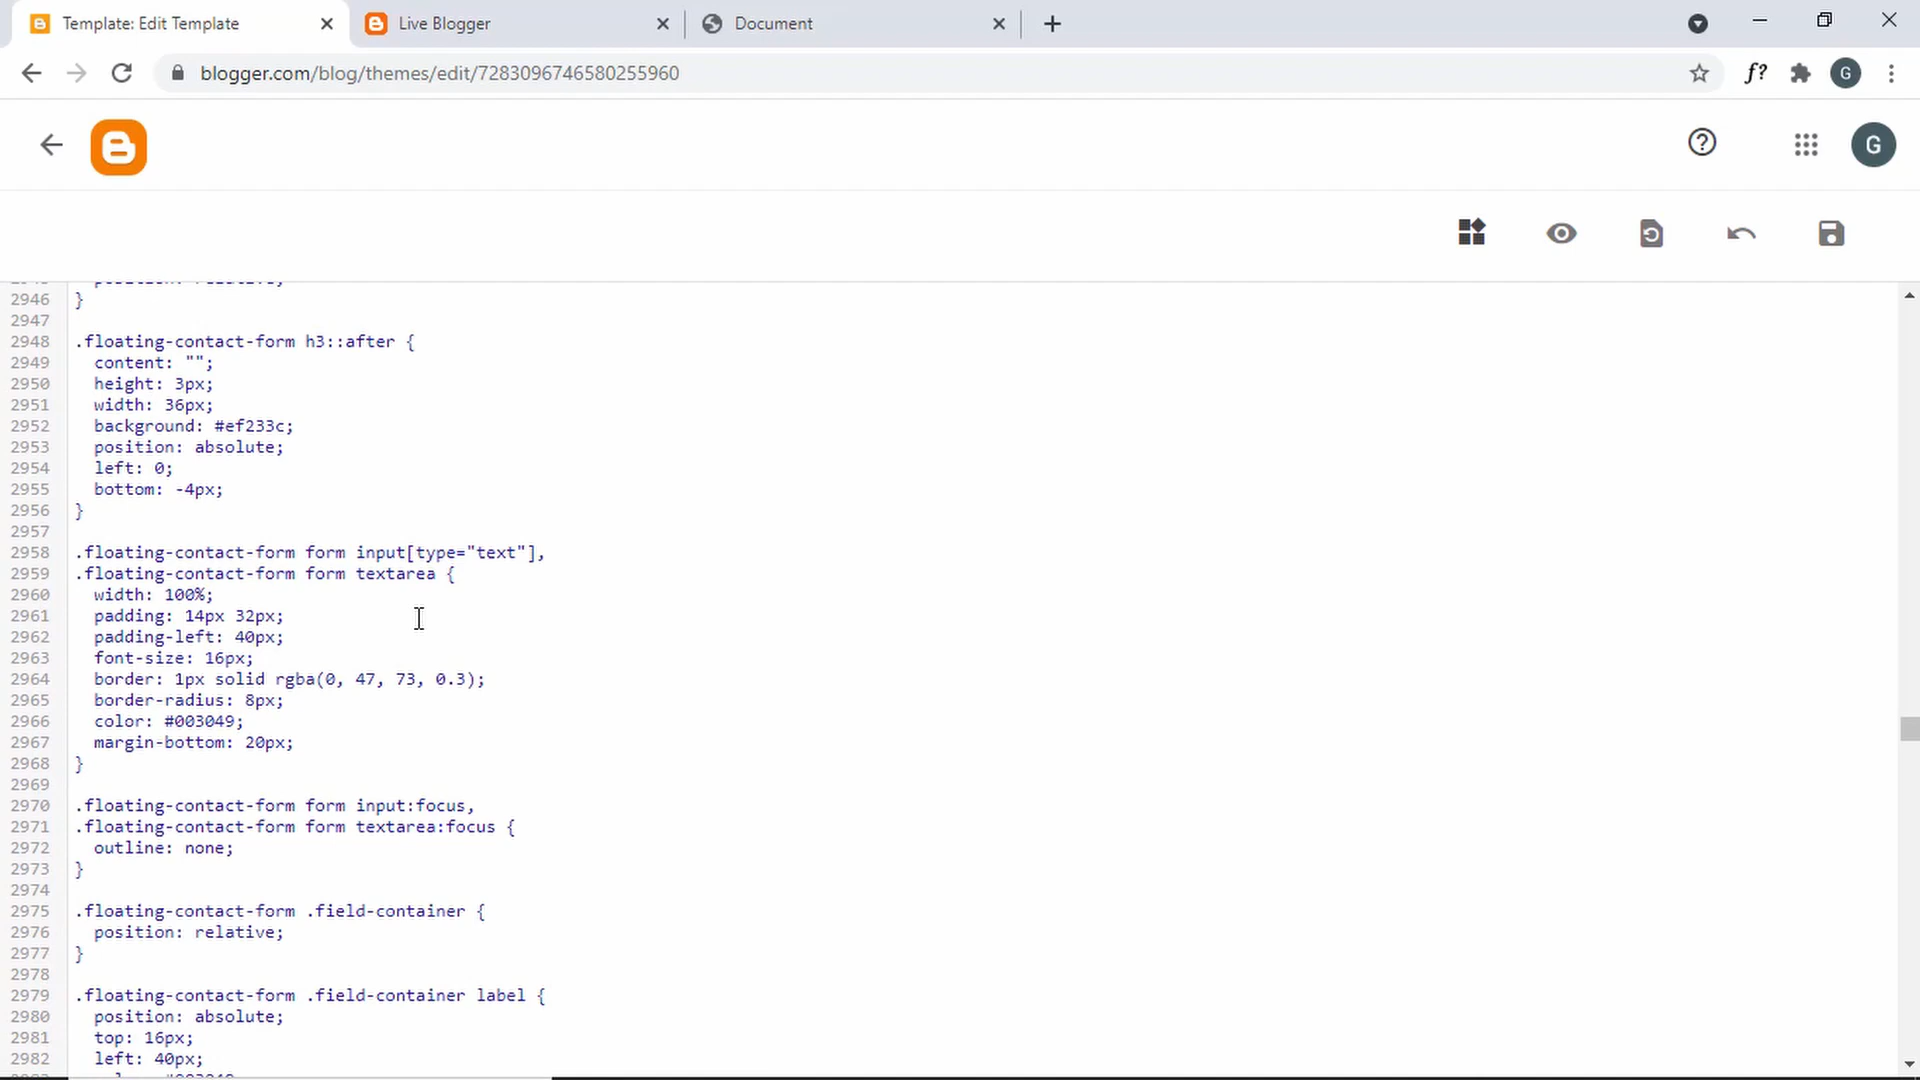 Template: Edit Template
Live Blogger
Document
blogger.com/blog/themes/edit/7283096746580255960
f?
G
G
2946 }
2947
2948 .floating-contact-form h3::after {
2949 content: "";
2950 height: 3px;
2951 width: 36px;
2952 background: #ef233c;
2953 position: absolute;
2954 left: 0;
2955 bottom: -4px;
2956 }
2957
2958 .floating-contact-form form input[type="text"],
2959 .floating-contact-form form textarea {
2960 width: 100%;
2961 padding: 14px 32px;
2962 padding-left: 40px;
2963 font-size: 16px;
2964 border: 1px solid rgba(0, 47, 73, 0.3);
2965 border-radius: 8px;
2966 color: #003049;
2967 margin-bottom: 20px;
2968 }
2969
2970 .floating-contact-form form input:focus,
2971 .floating-contact-form form textarea:focus {
2972 outline: none;
2973 }
2974
2975 .floating-contact-form .field-container {
2976 position: relative;
2977 }
2978
2979 .floating-contact-form .field-container label {
2980 position: absolute;
2981 top: 16px;
2982 left: 40px;